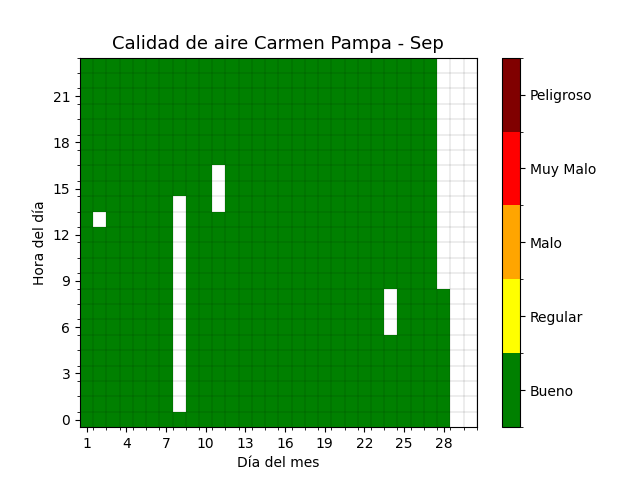 Calidad de aire Carmen Pampa - Sep
Hora del día
21
18
15
12
9
6
3
0
1 4 7 10 13 16 19 22 25 28
Día del mes
Peligroso
Muy Malo
Malo
Regular
Bueno